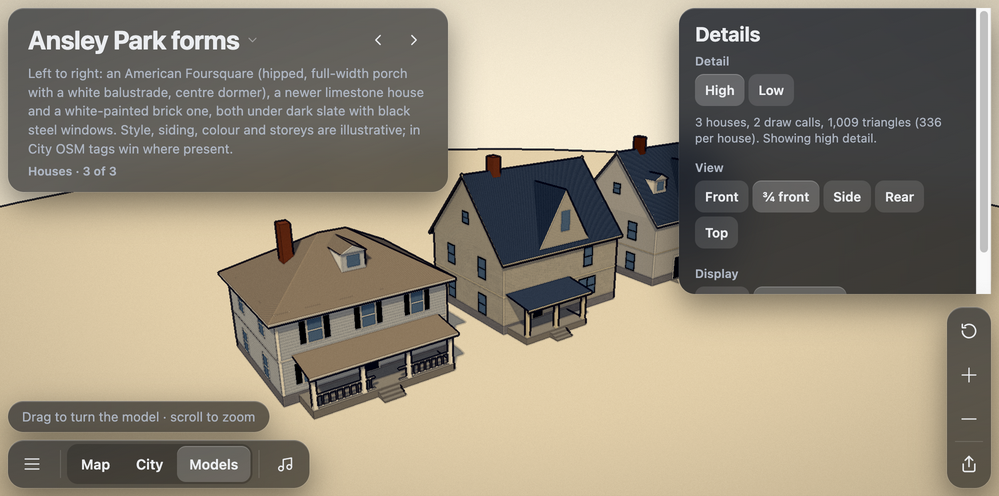 Ansley Park forms
Left to right: an American Foursquare (hipped, full-width porch
with a white balustrade, centre dormer), a newer limestone house
and a white-painted brick one, both under dark slate with black
steel windows. Style, siding, colour and storeys are illustrative; in
City OSM tags win where present.
Houses · 3 of 3
Details
Detail
High
Low
3 houses, 2 draw calls, 1,009 triangles (336
per house). Showing high detail.
View
Front
¾ front
Side
Rear
Top
Display
Drag to turn the model · scroll to zoom
Map
City
Models